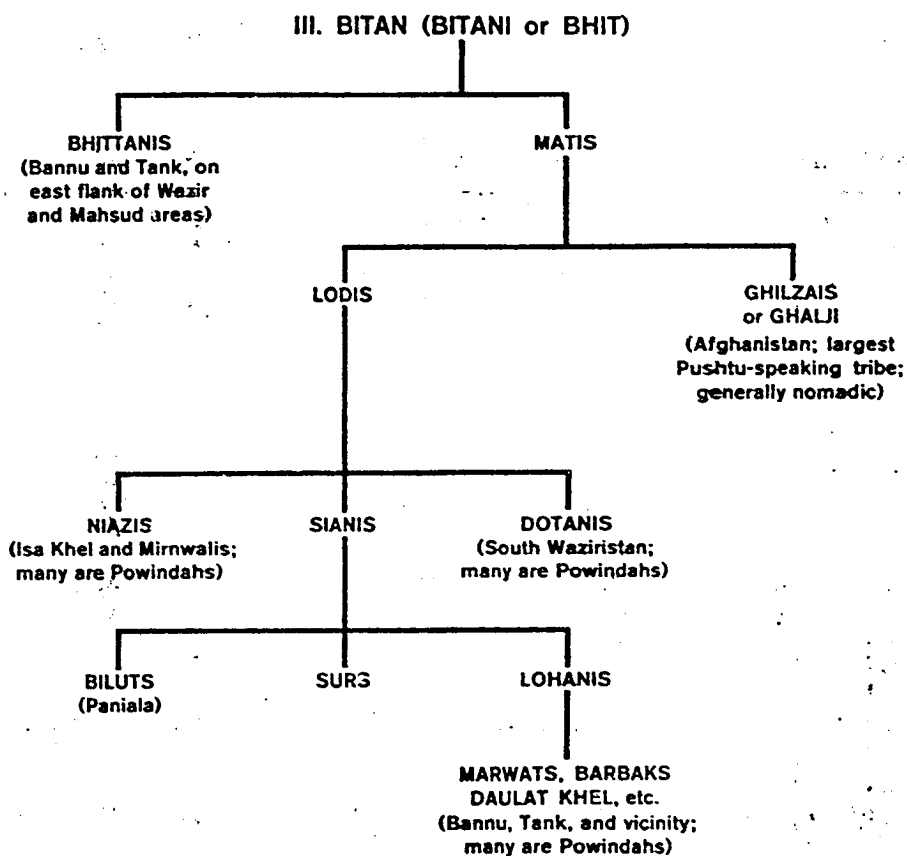 III. BITAN (BITANI or BHIT)
BHITTANIS
(Bannu and Tank, on
east flank of Wazir
and Mahsud areas)
MATIS
LODIS
GHILZAIS
or GHALJI
(Afghanistan; largest
Pushtu-speaking tribe;
generally nomadic)
NIAZIS
(Isa Khel and Mirnwalis;
many are Powindahs)
SIANIS
DOTANIS
(South Waziristan;
many are Powindahs)
BILUTS
(Paniala)
SURS
LOHANIS
MARWATS, BARBAKS
DAULAT KHEL, etc.
(Bannu, Tank, and vicinity;
many are Powindahs)